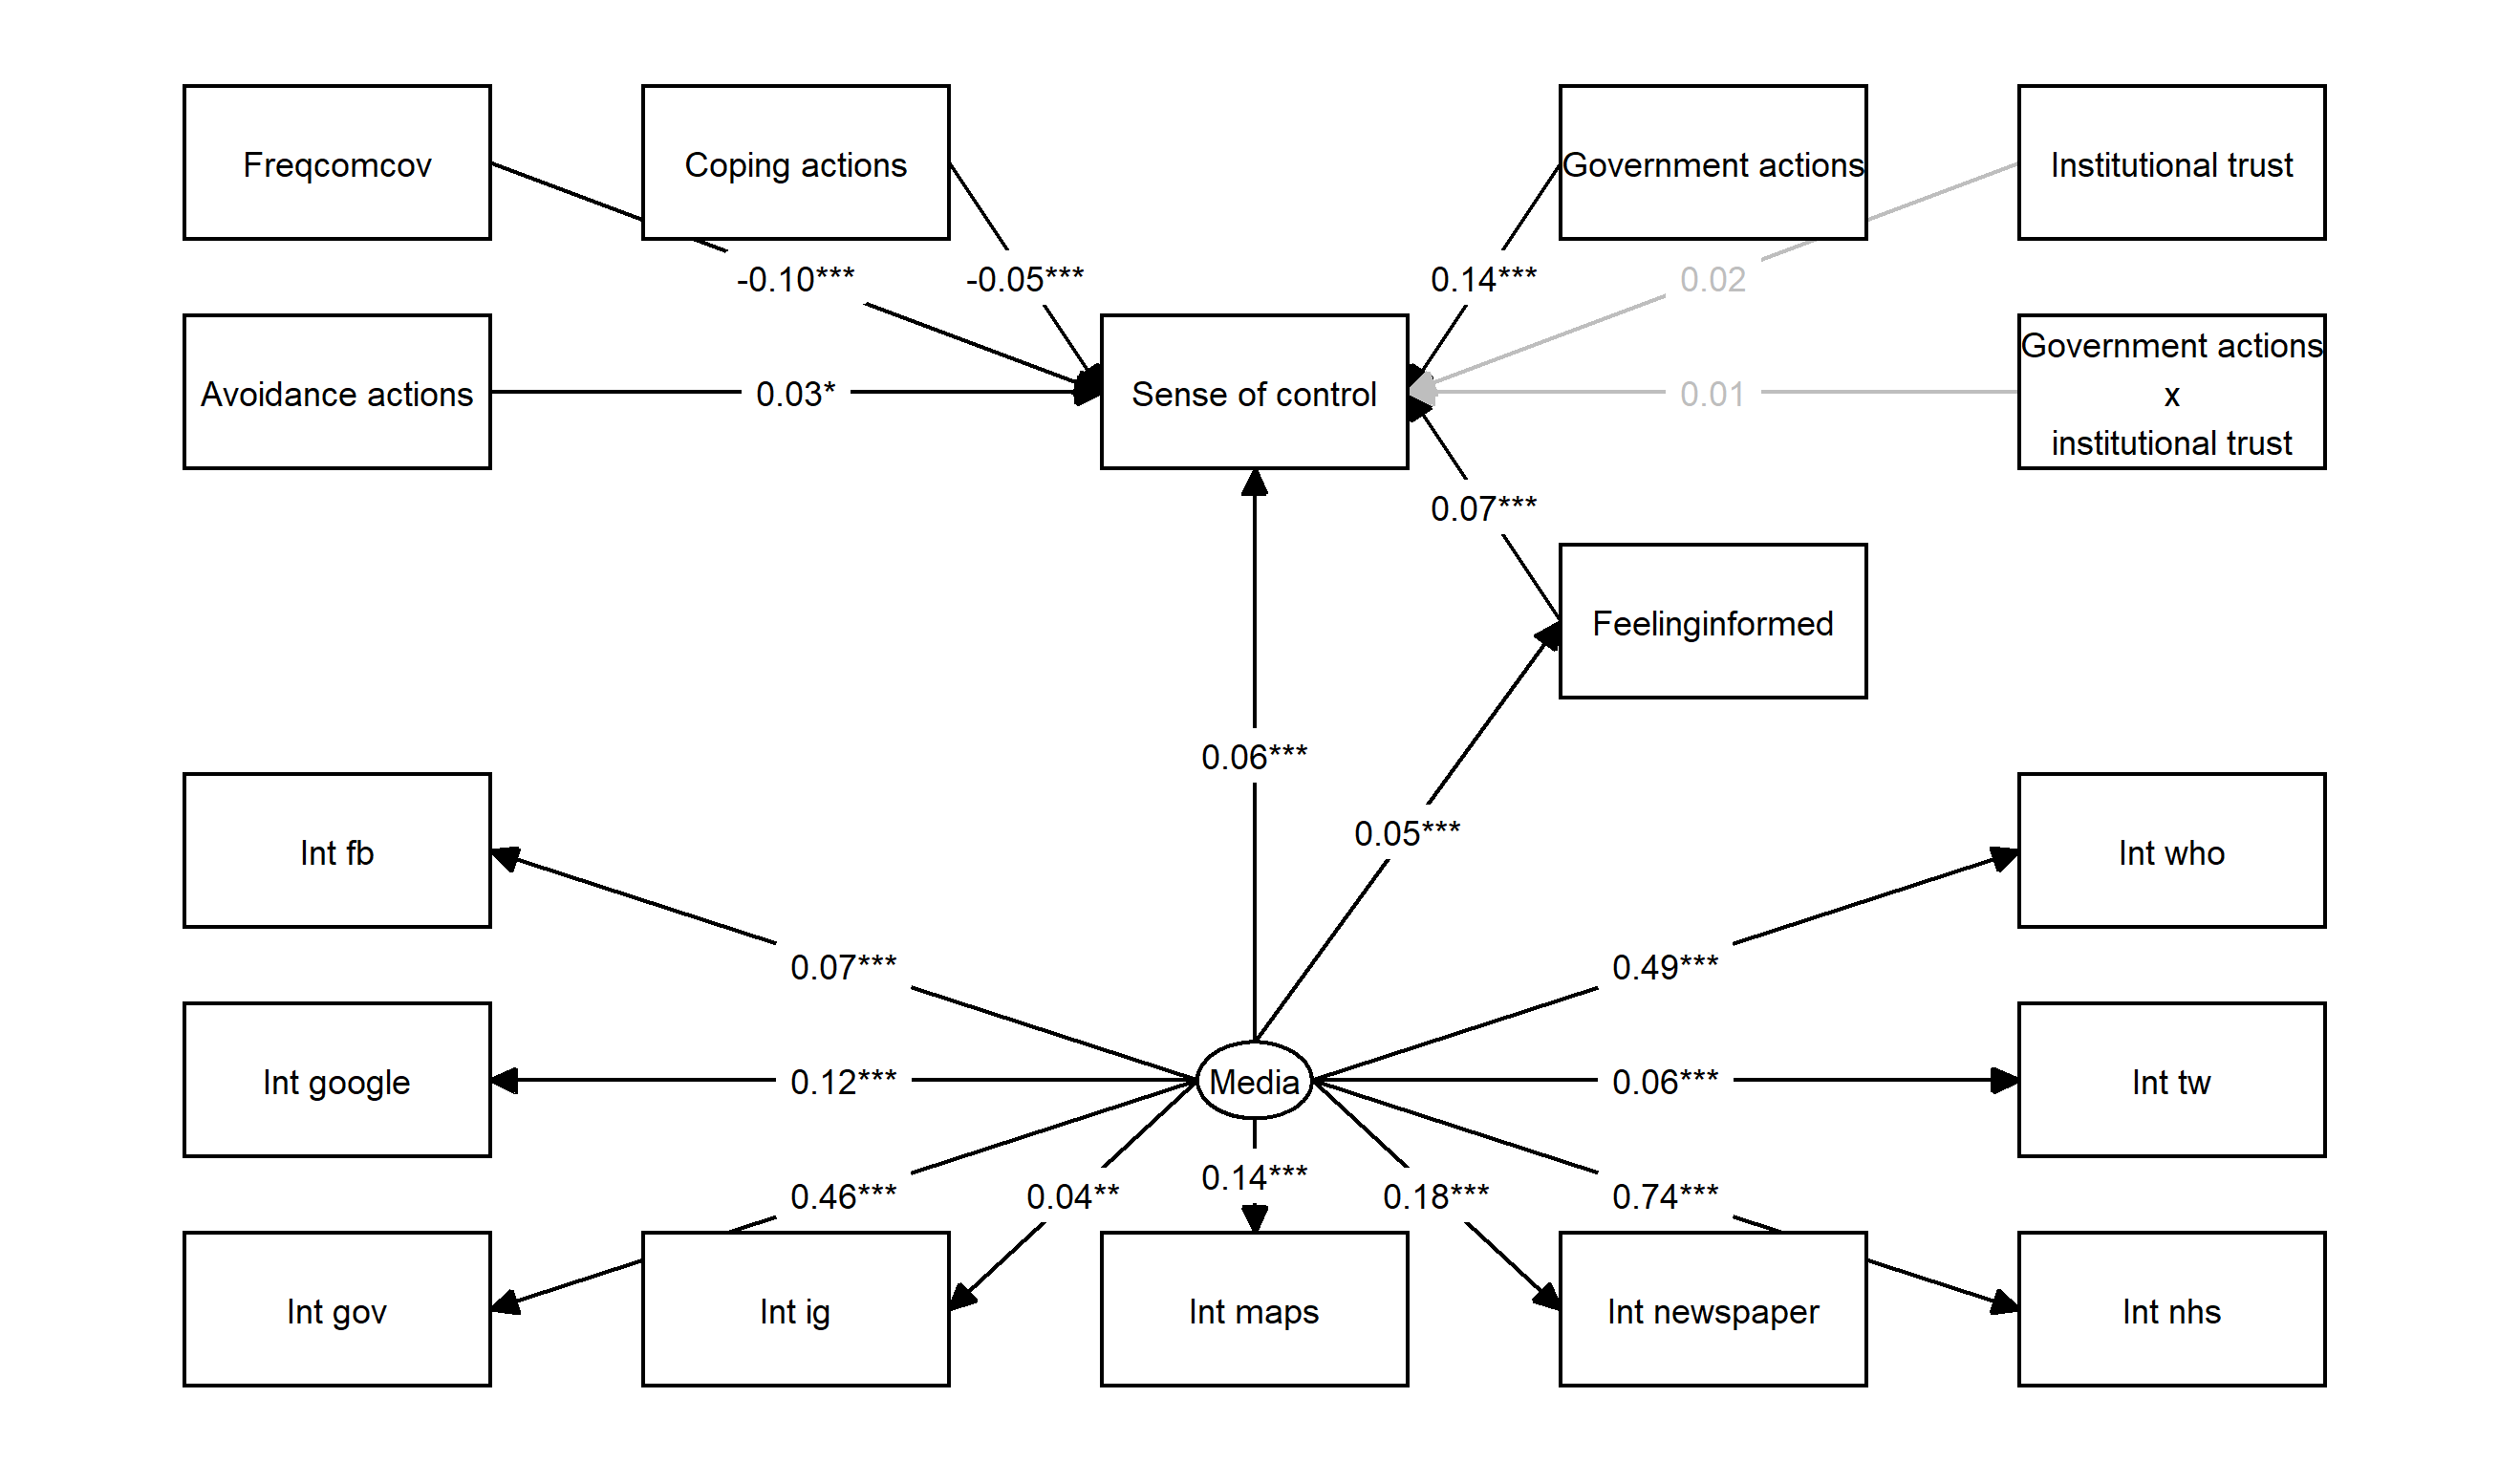 Freqcomcov
Coping actions
Government actions
Institutional trust
-0.10***
-0.05***
0.14***
0.02
Avoidance actions
0.03*
Sense of control
0.01
Government actions
x
institutional trust
0.07***
Feelinginformed
0.06***
0.05***
Int fb
Int who
0.07***
0.49***
Int google
0.12***
Media
0.06***
Int tw
0.46***
0.04**
0.14***
0.18***
0.74***
Int gov
Int ig
Int maps
Int newspaper
Int nhs